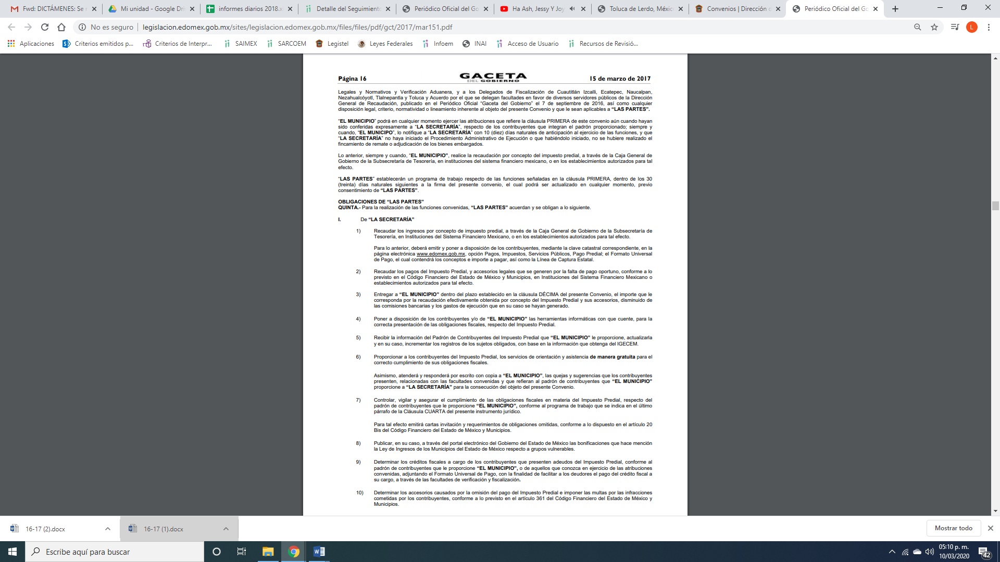 Fwd: DICTÁMENES: Se r
Mi unidad - Google Dri
informes diarios 2018.x
Detalle del Seguimiento
Periódico Oficial del Go
Ha Ash, Jessy Y Joy
Toluca de Lerdo, Méxic
Convenios | Dirección d
Periódico Oficial del Go
No es seguro | legislacion.edomex.gob.mx/sites/legislacion.edomex.gob.mx/files/files/pdf/gct/2017/mar151.pdf
L
Aplicaciones
Criterios emitidos p...
Criterios de Interpr...
SAIMEX
SARCOEM
Legistel
Leyes Federales
Infoem
INAI
Acceso de Usuario
Recursos de Revisió...
Página 16
GACETA
DEL GOBIERNO
15 de marzo de 2017
Legales y Normativos y Verificación Aduanera, y a los Delegados de Fiscalización de Cuautitlán Izcalli, Ecatepec, Naucalpan,
Nezahualcóyotl, Tlalnepantla y Toluca y Acuerdo por el que se delegan facultades en favor de diversos servidores públicos de la Dirección
General de Recaudación, publicado en el Periódico Oficial “Gaceta del Gobierno” el 7 de septiembre de 2016, así como cualquier
disposición legal, criterio, normatividad o lineamiento inherente al objeto del presente Convenio y que le sean aplicables a “LAS PARTES”.
“EL MUNICIPIO” podrá en cualquier momento ejercer las atribuciones que refiere la cláusula PRIMERA de este convenio aún cuando hayan
sido conferidas expresamente a “LA SECRETARÍA”, respecto de los contribuyentes que integran el padrón proporcionado; siempre y
cuando, “EL MUNICIPO”, lo notifique a “LA SECRETARÍA” con 10 (diez) días naturales de anticipación al ejercicio de las funciones, y que
“LA SECRETARÍA” no haya iniciado el Procedimiento Administrativo de Ejecución o que habiéndolo iniciado, no se hubiere realizado el
fincamiento de remate o adjudicación de los bienes embargados.
Lo anterior, siempre y cuando, “EL MUNICIPIO”, realice la recaudación por concepto del impuesto predial, a través de la Caja General de
Gobierno de la Subsecretaría de Tesorería, en instituciones del sistema financiero mexicano, o en los establecimientos autorizados para tal
efecto.
“LAS PARTES” establecerán un programa de trabajo respecto de las funciones señaladas en la cláusula PRIMERA, dentro de los 30
(treinta) días naturales siguientes a la firma del presente convenio, el cual podrá ser actualizado en cualquier momento, previo
consentimiento de “LAS PARTES”.
OBLIGACIONES DE “LAS PARTES”
QUINTA.- Para la realización de las funciones convenidas, “LAS PARTES” acuerdan y se obligan a lo siguiente.
I. De “LA SECRETARÍA”
1) Recaudar los ingresos por concepto de impuesto predial, a través de la Caja General de Gobierno de la Subsecretaría de
Tesorería, en Instituciones del Sistema Financiero Mexicano, o en los establecimientos autorizados para tal efecto.
Para lo anterior, deberá emitir y poner a disposición de los contribuyentes, mediante la clave catastral correspondiente, en la
página electrónica www.edomex.gob.mx, opción Pagos, Impuestos, Servicios Públicos, Pago Predial; el Formato Universal
de Pago, el cual contendrá los conceptos e importe a pagar, así como la Línea de Captura Estatal.
2) Recaudar los pagos del Impuesto Predial, y accesorios legales que se generen por la falta de pago oportuno, conforme a lo
previsto en el Código Financiero del Estado de México y Municipios, en Instituciones del Sistema Financiero Mexicano o
establecimientos autorizados para tal efecto.
3) Entregar a “EL MUNICIPIO” dentro del plazo establecido en la cláusula DÉCIMA del presente Convenio, el importe que le
corresponda por la recaudación efectivamente obtenida por concepto del Impuesto Predial y sus accesorios, disminuido de
las comisiones bancarias y los gastos de ejecución que en su caso se hayan generado.
4) Poner a disposición de los contribuyentes y/o de “EL MUNICIPIO” las herramientas informáticas con que cuente, para la
correcta presentación de las obligaciones fiscales, respecto del Impuesto Predial.
5) Recibir la información del Padrón de Contribuyentes del Impuesto Predial que “EL MUNICIPIO” le proporcione, actualizarla
y en su caso, incrementar los registros de los sujetos obligados, con base en la información que obtenga del IGECEM.
6) Proporcionar a los contribuyentes del Impuesto Predial, los servicios de orientación y asistencia de manera gratuita para el
correcto cumplimiento de sus obligaciones fiscales.
Asimismo, atenderá y responderá por escrito con copia a “EL MUNICIPIO”, las quejas y sugerencias que los contribuyentes
presenten, relacionadas con las facultades convenidas y que refieran al padrón de contribuyentes que “EL MUNICIPIO”
proporcione a “LA SECRETARÍA” para la consecución del objeto del presente Convenio.
7) Controlar, vigilar y asegurar el cumplimiento de las obligaciones fiscales en materia del Impuesto Predial, respecto del
padrón de contribuyentes que le proporcione “EL MUNICIPIO”, conforme al programa de trabajo que se indica en el último
párrafo de la Cláusula CUARTA del presente instrumento jurídico.
Para tal efecto emitirá cartas invitación y requerimientos de obligaciones omitidas, conforme a lo dispuesto en el artículo 20
Bis del Código Financiero del Estado de México y Municipios.
8) Publicar, en su caso, a través del portal electrónico del Gobierno del Estado de México las bonificaciones que hace mención
la Ley de Ingresos de los Municipios del Estado de México respecto a grupos vulnerables.
9) Determinar los créditos fiscales a cargo de los contribuyentes que presenten adeudos del Impuesto Predial, conforme al
padrón de contribuyentes que le proporcione “EL MUNICIPIO”, o de aquellos que conozca en ejercicio de las atribuciones
convenidas, adjuntando el Formato Universal de Pago, con la finalidad de facilitar a los deudores el pago del crédito fiscal a
su cargo, a través de las facultades de verificación y fiscalización.
10) Determinar los accesorios causados por la omisión del pago del Impuesto Predial e imponer las multas por las infracciones
cometidas por los contribuyentes, conforme a lo previsto en el artículo 361 del Código Financiero del Estado de México y
Municipios.
16-17 (2).docx
16-17 (1).docx
Mostrar todo
Escribe aquí para buscar
05:10 p. m.
10/03/2020
42